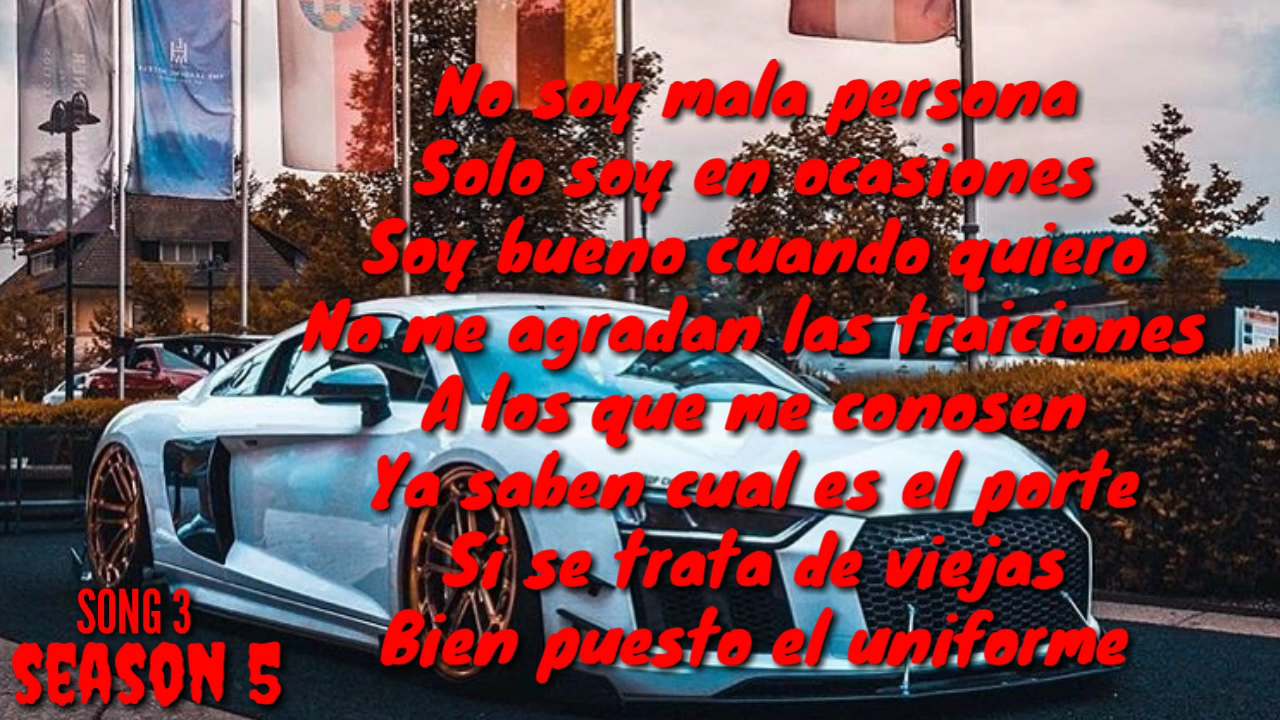 No soy mala persona
Solo soy en ocasiones
Soy bueno cuando quiero
No me agradan las traiciones
A los que me conosen
Ya saben cual es el porte
Si se trata de viejas
Bien puesto el uniforme
SONG 3
SEASON 5